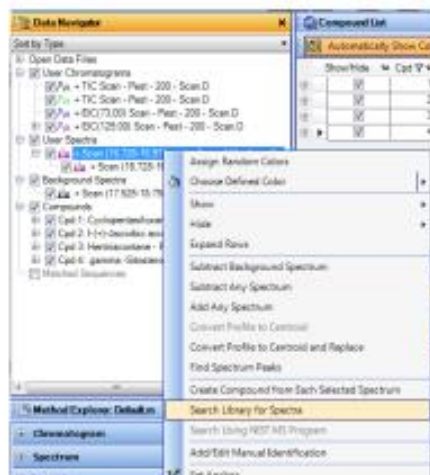 Data Navigator
Sort by Type
Open Data Files
User Chromatograms
+ TIC Scan - Pest - 200 - Scan.D
+ TIC Scan - Pest - 200 - Scan.D
+ EIC(73.00) Scan - Pest - 200 - Scan.D
+ EIC(125.00) Scan - Pest - 200 - Scan.D
User Spectra
+ Scan
+ Scan
Background Spectra
+ Scan
Compounds
Cpd 1:
Cpd 2:
Cpd 3:
Cpd 4: gamma.
Matched Sequences
Method Explorer: Default.m
Chromatogram
Spectrum
Compound List
Automatically Show
Show/Hide Cpd
Assign Random Colors
Choose Defined Color
Show
Hide
Expand Rows
Subtract Background Spectrum
Subtract Any Spectrum
Add Any Spectrum
Convert Profile to Centroid
Convert Profile to Centroid and Replace
Find Spectrum Peaks
Create Compound from Each Selected Spectrum
Search Library for Spectra
Search Using NIST MS Program
Add/Edit Manual Identification